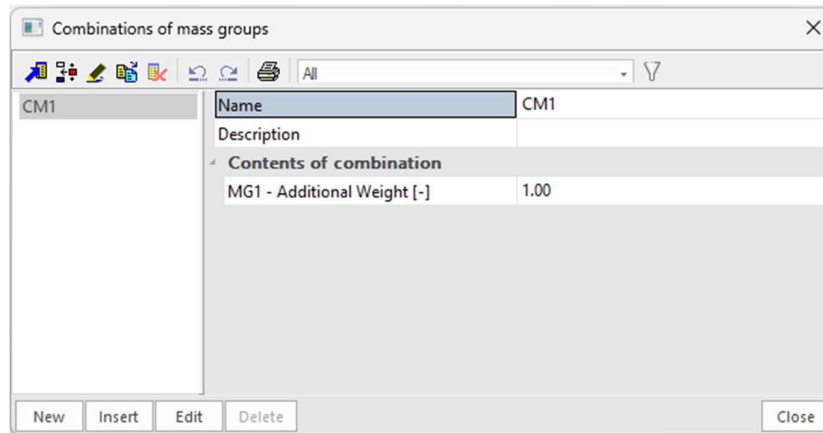 Combinations of mass groups
All
CM1
Name CM1
Description
Contents of combination
MG1 - Additional Weight [-] 1.00
New Insert Edit Delete Close